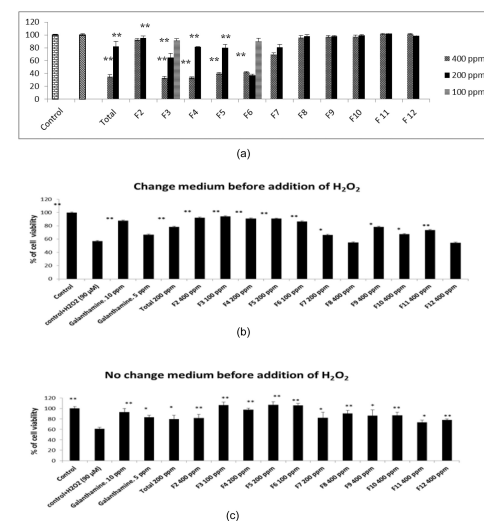 120
100
80
60
40
20
0
**
**
**
**
**
**
**
**
**
**
**
Control
Total
F2
F3
F4
F5
F6
F7
F8
F9
F10
F 11
F 12
400 ppm
200 ppm
100 ppm
(a)
Change medium before addition of H₂O₂
% of cell viability
120
100
80
60
40
20
0
**
**
**
**
**
**
**
**
*
*
*
**
Control
control+H2O2 (90 µM)
Galanthamine. 10 ppm
Galanthamine. 5 ppm
Total 200 ppm
F2 400 ppm
F3 100 ppm
F4 200 ppm
F5 200 ppm
F6 100 ppm
F7 200 ppm
F8 400 ppm
F9 400 ppm
F10 400 ppm
F11 400 ppm
F12 400 ppm
(b)
No change medium before addition of H₂O₂
% of cell viability
120
100
80
60
40
20
0
**
**
*
*
**
**
**
**
**
*
**
*
**
*
**
Control
control+H2O2 (90 µM)
Galanthamine. 10 ppm
Galanthamine. 5 ppm
Total 200 ppm
F2 400 ppm
F3 100 ppm
F4 200 ppm
F5 200 ppm
F6 100 ppm
F7 200 ppm
F8 400 ppm
F9 400 ppm
F10 400 ppm
F11 400 ppm
F12 400 ppm
(c)